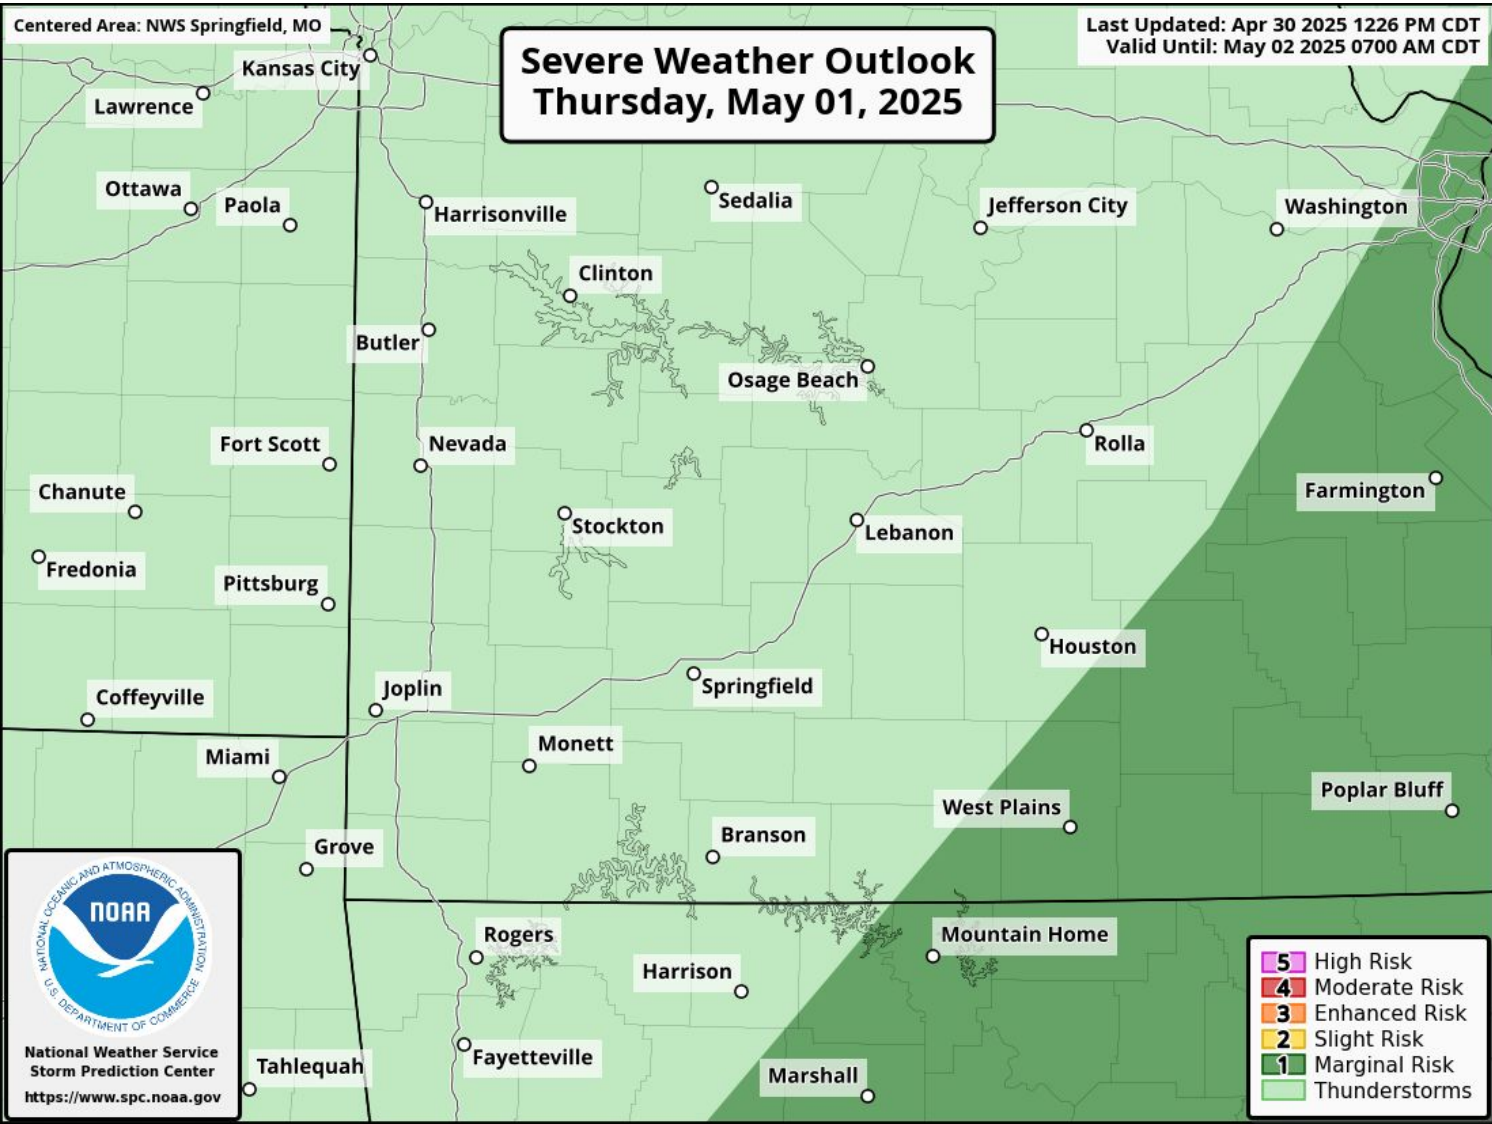 Centered Area: NWS Springfield, MO
Severe Weather Outlook
Thursday, May 01, 2025
Last Updated: Apr 30 2025 1226 PM CDT
Valid Until: May 02 2025 0700 AM CDT
Kansas City
Lawrence
Ottawa
Paola
Harrisonville
Sedalia
Jefferson City
Washington
Clinton
Butler
Osage Beach
Fort Scott
Nevada
Rolla
Chanute
Farmington
Stockton
Lebanon
Fredonia
Pittsburg
Houston
Coffeyville
Joplin
Springfield
Miami
Monett
West Plains
Poplar Bluff
Grove
Branson
Rogers
Mountain Home
Harrison
Fayetteville
Tahlequah
Marshall
NATIONAL OCEANIC AND ATMOSPHERIC ADMINISTRATION
NOAA
U.S. DEPARTMENT OF COMMERCE
National Weather Service
Storm Prediction Center
https://www.spc.noaa.gov
5 High Risk
4 Moderate Risk
3 Enhanced Risk
2 Slight Risk
1 Marginal Risk
Thunderstorms